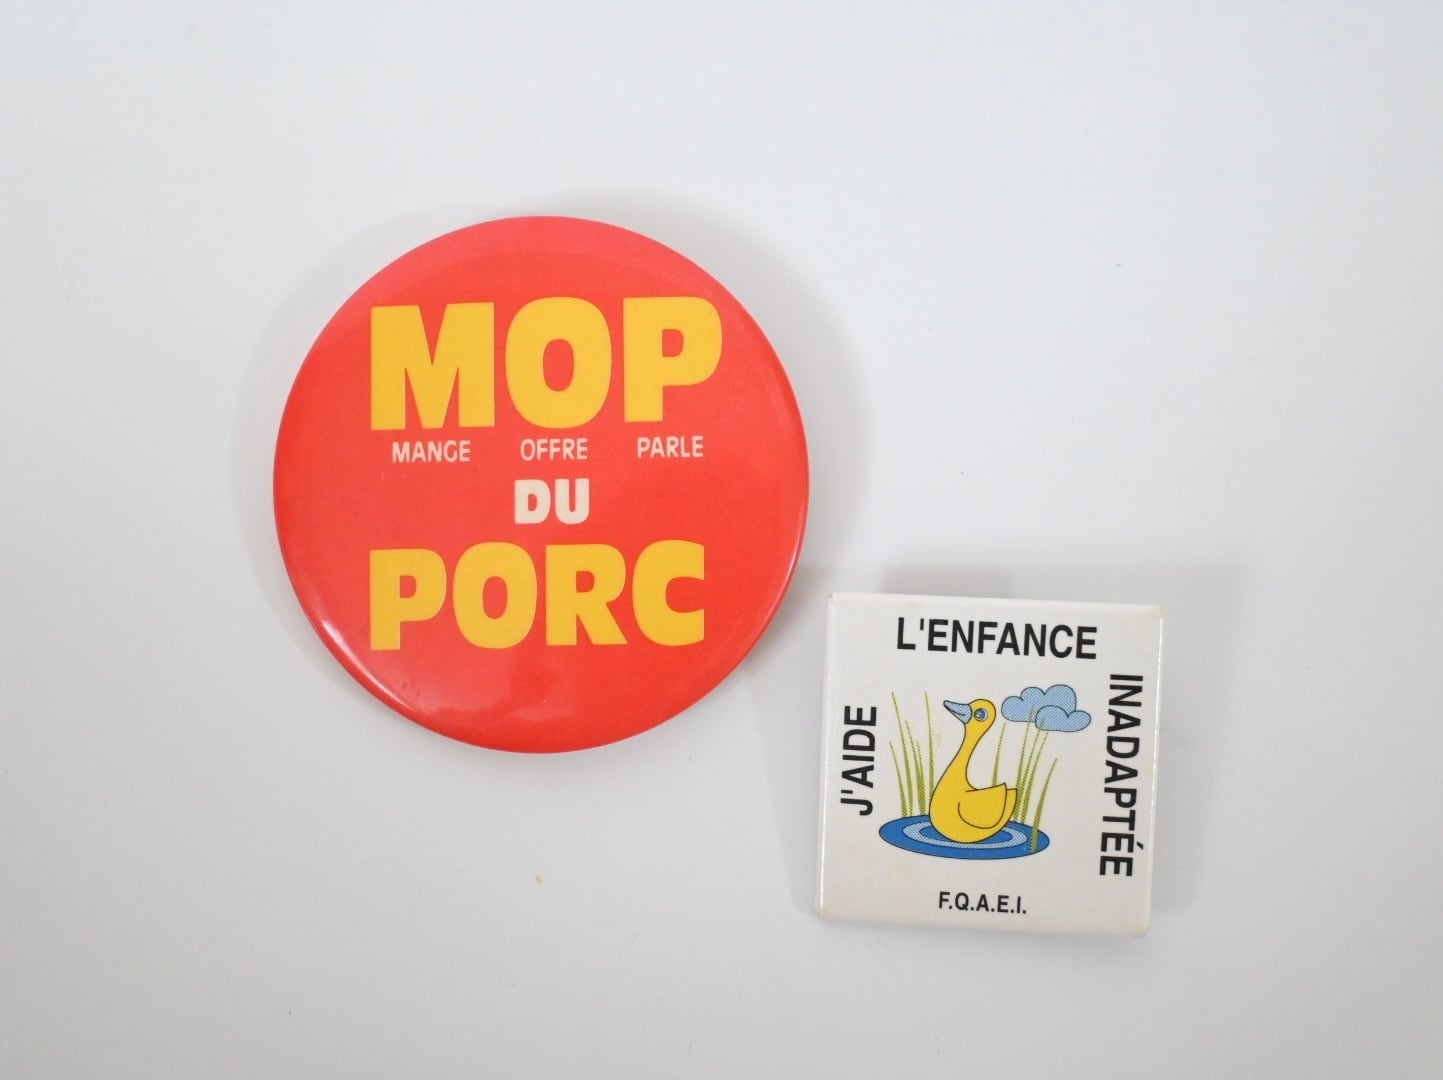 MOP
MANGE OFFRE PARLE
DU
PORC
J'AIDE
L'ENFANCE
INADAPTÉE
F.Q.A.E.I.